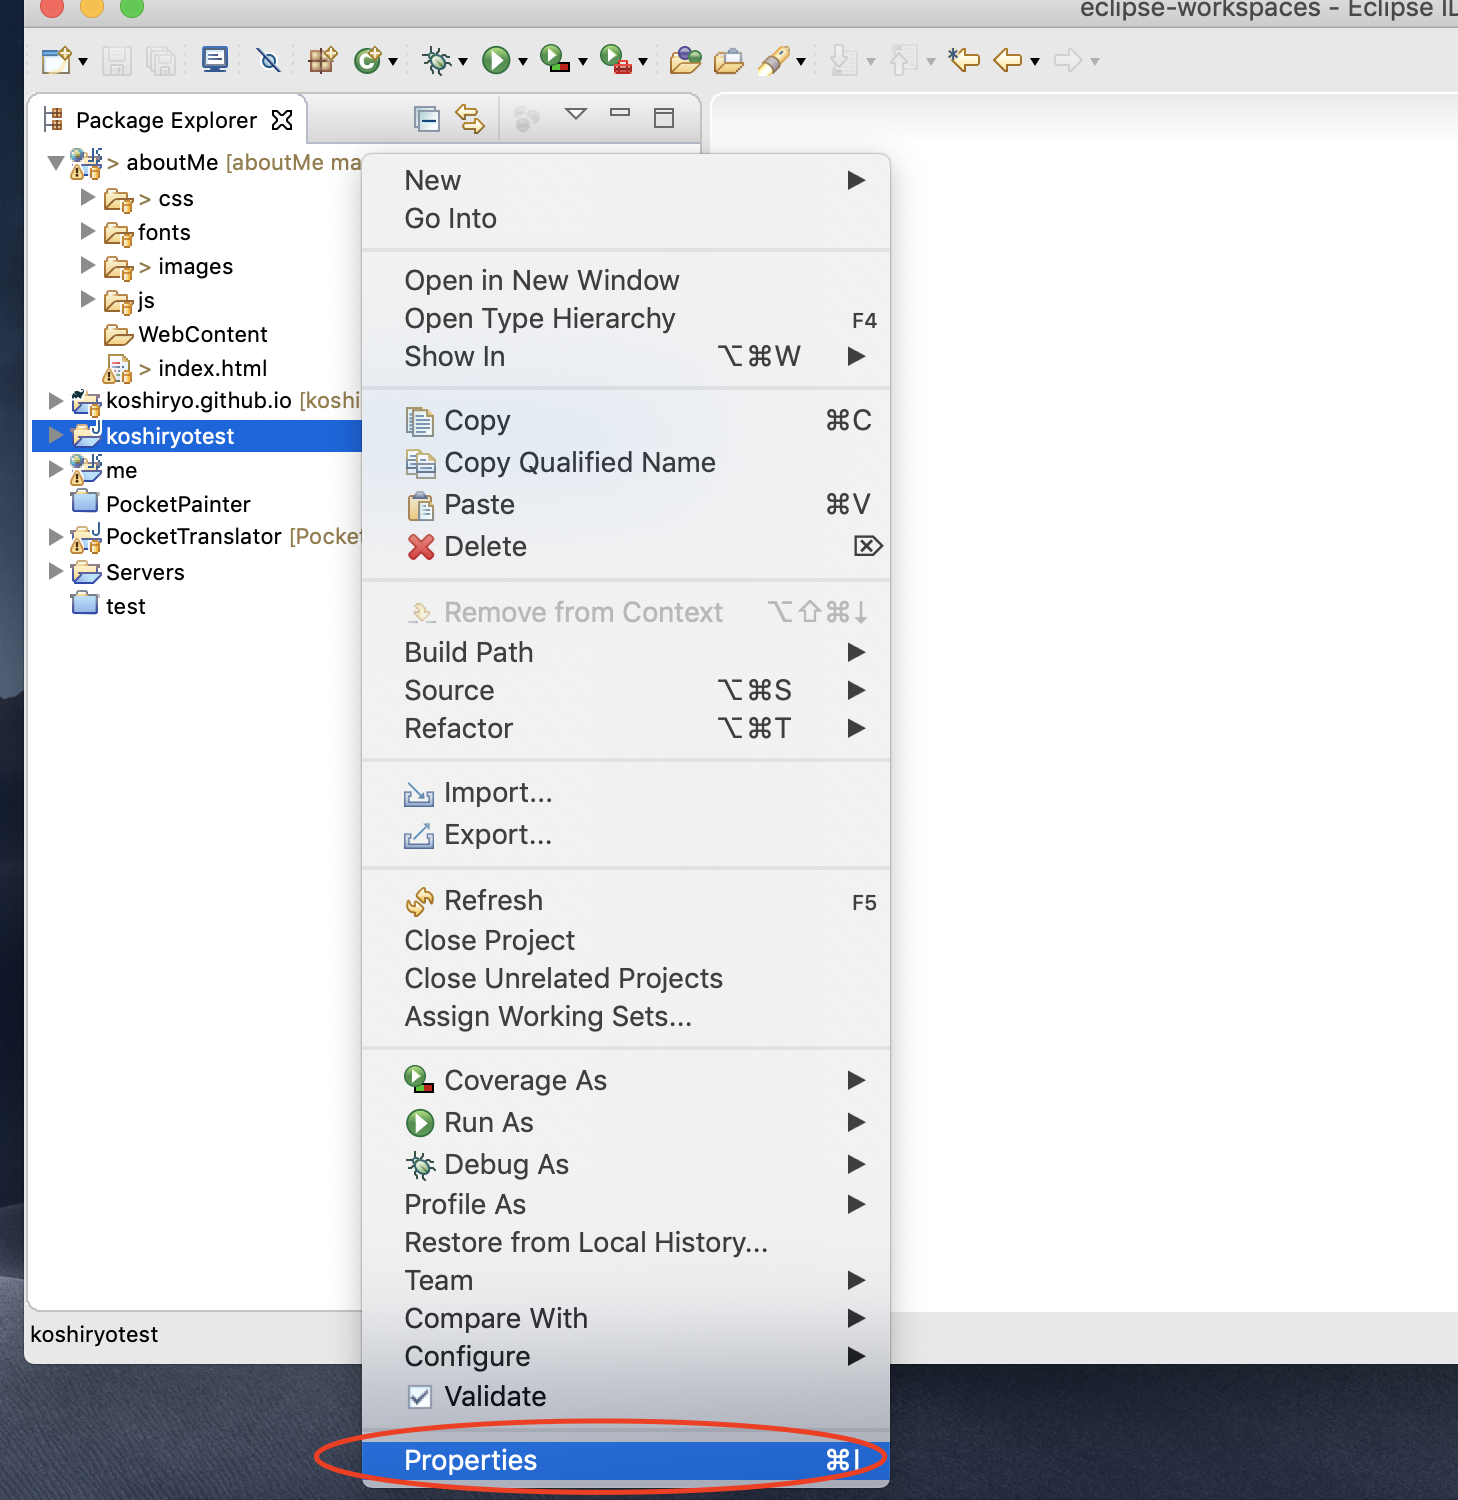 eclipse-workspaces - Eclipse ID
Package Explorer
> aboutMe [aboutMe ma
> css
fonts
> images
js
WebContent
> index.html
koshiryo.github.io [koshi
koshiryotest
me
PocketPainter
PocketTranslator [Pocket
Servers
test
New
Go Into
Open in New Window
Open Type Hierarchy F4
Show In ⌥⌘W
Copy ⌘C
Copy Qualified Name
Paste ⌘V
Delete ⌦
Remove from Context ⌥⇧⌘↓
Build Path
Source ⌥⌘S
Refactor ⌥⌘T
Import...
Export...
Refresh F5
Close Project
Close Unrelated Projects
Assign Working Sets...
Coverage As
Run As
Debug As
Profile As
Restore from Local History...
Team
Compare With
Configure
Validate
Properties ⌘I
koshiryotest